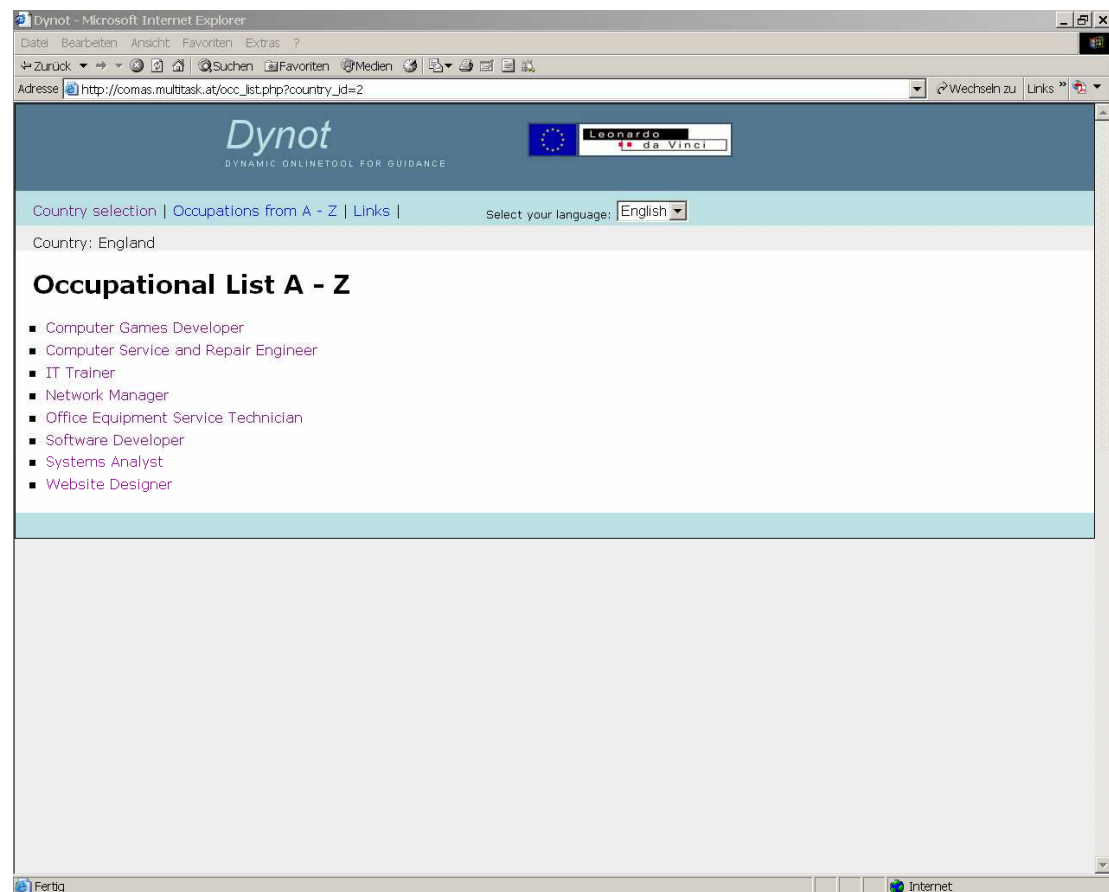 Dynot - Microsoft Internet Explorer
Datei Bearbeiten Ansicht Favoriten Extras ?
Zurück Suchen Favoriten Medien
Adresse http://comas.multitask.at/occ_list.php?country_id=2 Wechseln zu Links »
Dynot
DYNAMIC ONLINETOOL FOR GUIDANCE
Leonardo
da Vinci
Country selection | Occupations from A - Z | Links | Select your language: English
Country: England
Occupational List A - Z
Computer Games Developer
Computer Service and Repair Engineer
IT Trainer
Network Manager
Office Equipment Service Technician
Software Developer
Systems Analyst
Website Designer
Fertig Internet